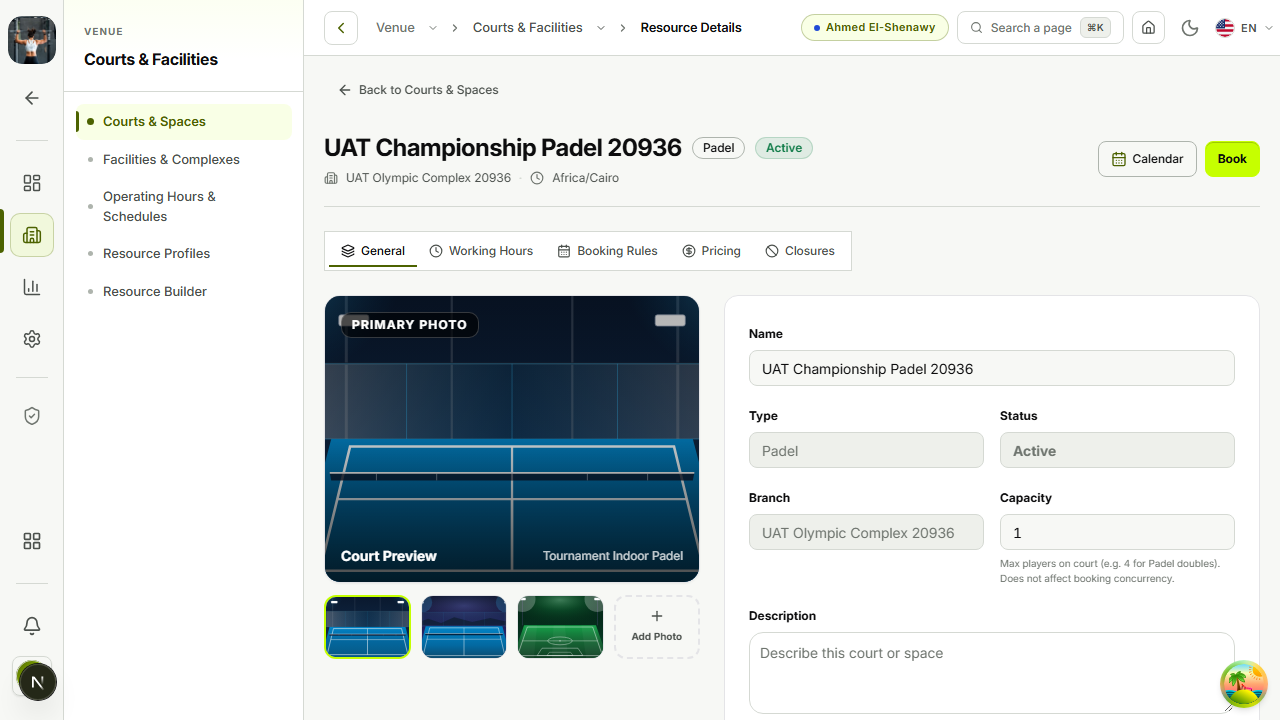 VENUE
Courts & Facilities
Courts & Spaces
Facilities & Complexes
Operating Hours &
Schedules
Resource Profiles
Resource Builder
N
Venue
Courts & Facilities
Resource Details
Ahmed El-Shenawy
Search a page
⌘K
EN
Back to Courts & Spaces
UAT Championship Padel 20936
Padel
Active
UAT Olympic Complex 20936 · Africa/Cairo
Calendar
Book
General
Working Hours
Booking Rules
Pricing
Closures
PRIMARY PHOTO
Court Preview
Tournament Indoor Padel
Add Photo
Name
UAT Championship Padel 20936
Type
Status
Padel
Active
Branch
Capacity
UAT Olympic Complex 20936
1
Max players on court (e.g. 4 for Padel doubles).
Does not affect booking concurrency.
Description
Describe this court or space